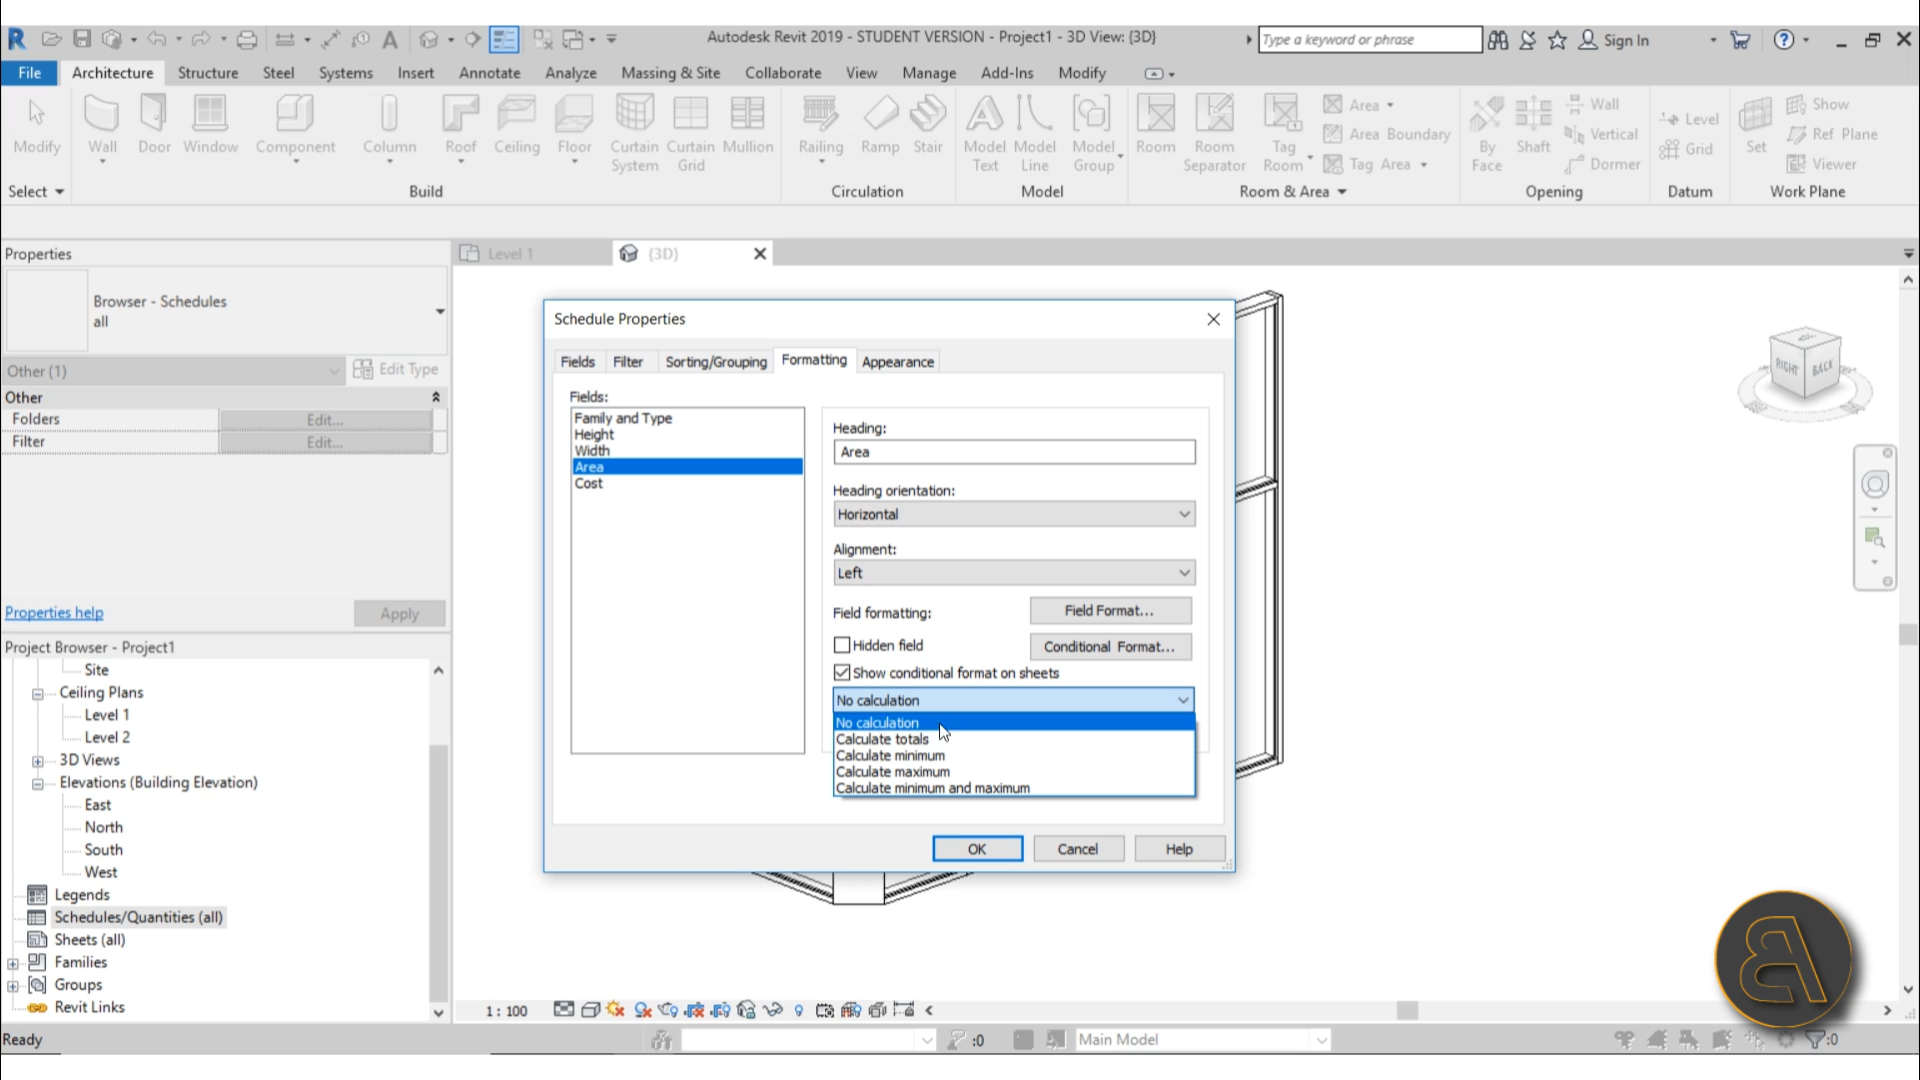 Autodesk Revit 2019 - STUDENT VERSION - Project1 - 3D View: {3D}
Type a keyword or phrase
Sign In
File Architecture Structure Steel Systems Insert Annotate Analyze Massing & Site Collaborate View Manage Add-Ins Modify
Modify
Wall
Door
Window
Component
Column
Roof
Ceiling
Floor
Curtain System
Curtain Grid
Mullion
Railing
Ramp
Stair
Model Text
Model Line
Model Group
Room
Room Separator
Tag Room
Area
Area Boundary
Tag Area
By Face
Shaft
Wall
Vertical
Dormer
Level
Grid
Set
Show
Ref Plane
Viewer
Select
Build
Circulation
Model
Room & Area
Opening
Datum
Work Plane
Properties
Level 1
{3D}
Browser - Schedules
all
Other (1)
Edit Type
Other
Folders Edit...
Filter Edit...
Properties help
Apply
Schedule Properties
Fields Filter Sorting/Grouping Formatting Appearance
Fields:
Family and Type
Height
Width
Area
Cost
Heading:
Area
Heading orientation:
Horizontal
Alignment:
Left
Field formatting:
Field Format...
Hidden field
Conditional Format...
Show conditional format on sheets
No calculation
No calculation
Calculate totals
Calculate minimum
Calculate maximum
Calculate minimum and maximum
OK Cancel Help
RIGHT BACK
Project Browser - Project1
Site
Ceiling Plans
Level 1
Level 2
3D Views
Elevations (Building Elevation)
East
North
South
West
Legends
Schedules/Quantities (all)
Sheets (all)
Families
Groups
Revit Links
1 : 100
Ready
:0
Main Model
:0